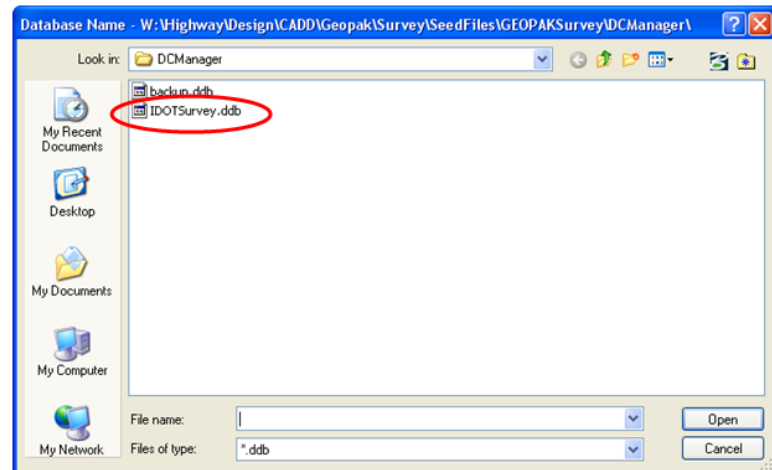 Database Name - W:\Highway\Design\CADD\Geopak\Survey\SeedFiles\GEOPAKSurvey\DCManager\
Look in: DCManager
backup.ddb
IDOTSurvey.ddb
My Recent
Documents
Desktop
My Documents
My Computer
My Network
File name:
Open
Files of type: *.ddb
Cancel